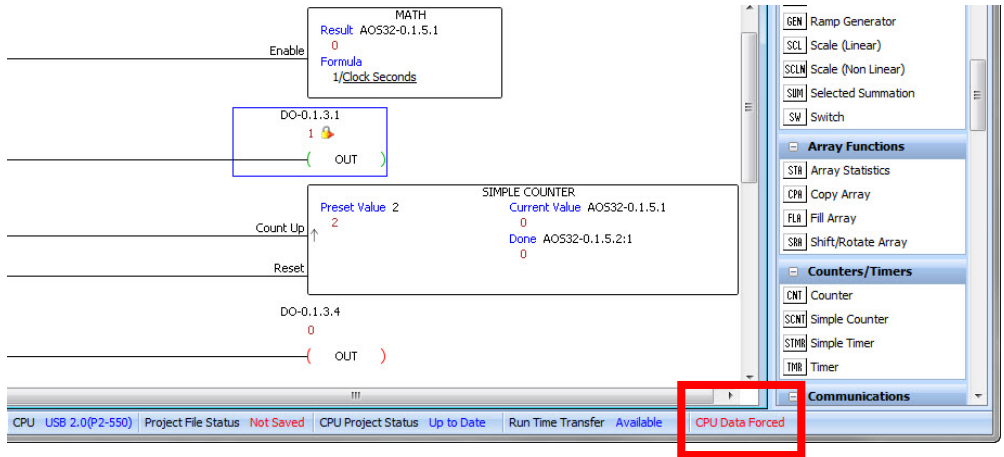 MATH
Result AOS32-0.1.5.1
0
Enable
Formula
1/Clock Seconds
DO-0.1.3.1
1
( OUT )
SIMPLE COUNTER
Preset Value 2 Current Value AOS32-0.1.5.1
2 0
Count Up
Done AOS32-0.1.5.2:1
0
Reset
DO-0.1.3.4
0
( OUT )
GEN Ramp Generator
SCL Scale (Linear)
SCLN Scale (Non Linear)
SUM Selected Summation
SW Switch
Array Functions
STA Array Statistics
CPA Copy Array
FLA Fill Array
SRA Shift/Rotate Array
Counters/Timers
CNT Counter
SCNT Simple Counter
STMR Simple Timer
TMR Timer
Communications
CPU USB 2.0(P2-550) Project File Status Not Saved CPU Project Status Up to Date Run Time Transfer Available CPU Data Forced